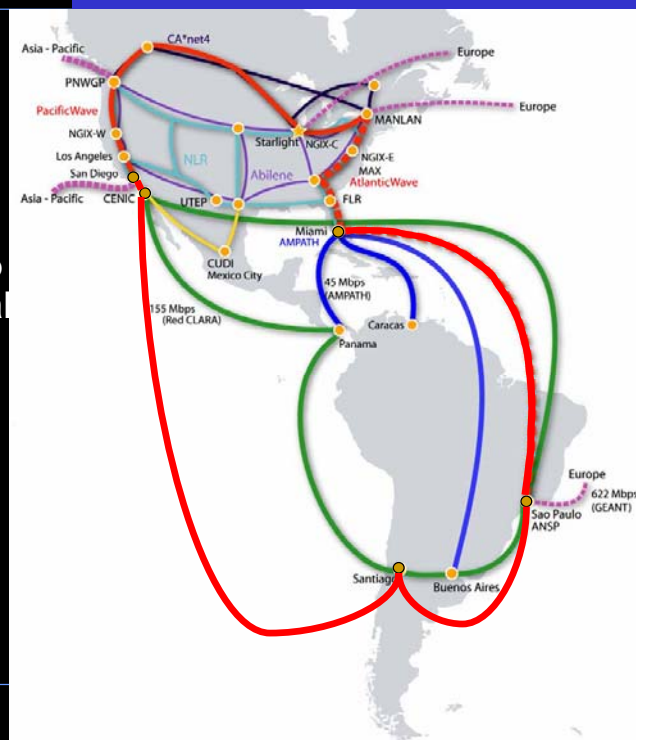 CA*net4
Asia - Pacific
Europe
PNWGP
Europe
MANLAN
PacificWave
NGIX-W
Starlight
NGIX-C
Los Angeles
NLR
NGIX-E
MAX
San Diego
Abilene
AtlanticWave
Asia - Pacific
CENIC
UTEP
FLR
Miami
AMPATH
CUDI
Mexico City
45 Mbps
(AMPATH)
155 Mbps
(Red CLARA)
Caracas
Panama
Europe
622 Mbps
(GEANT)
Sao Paulo
ANSP
Santiago
Buenos Aires